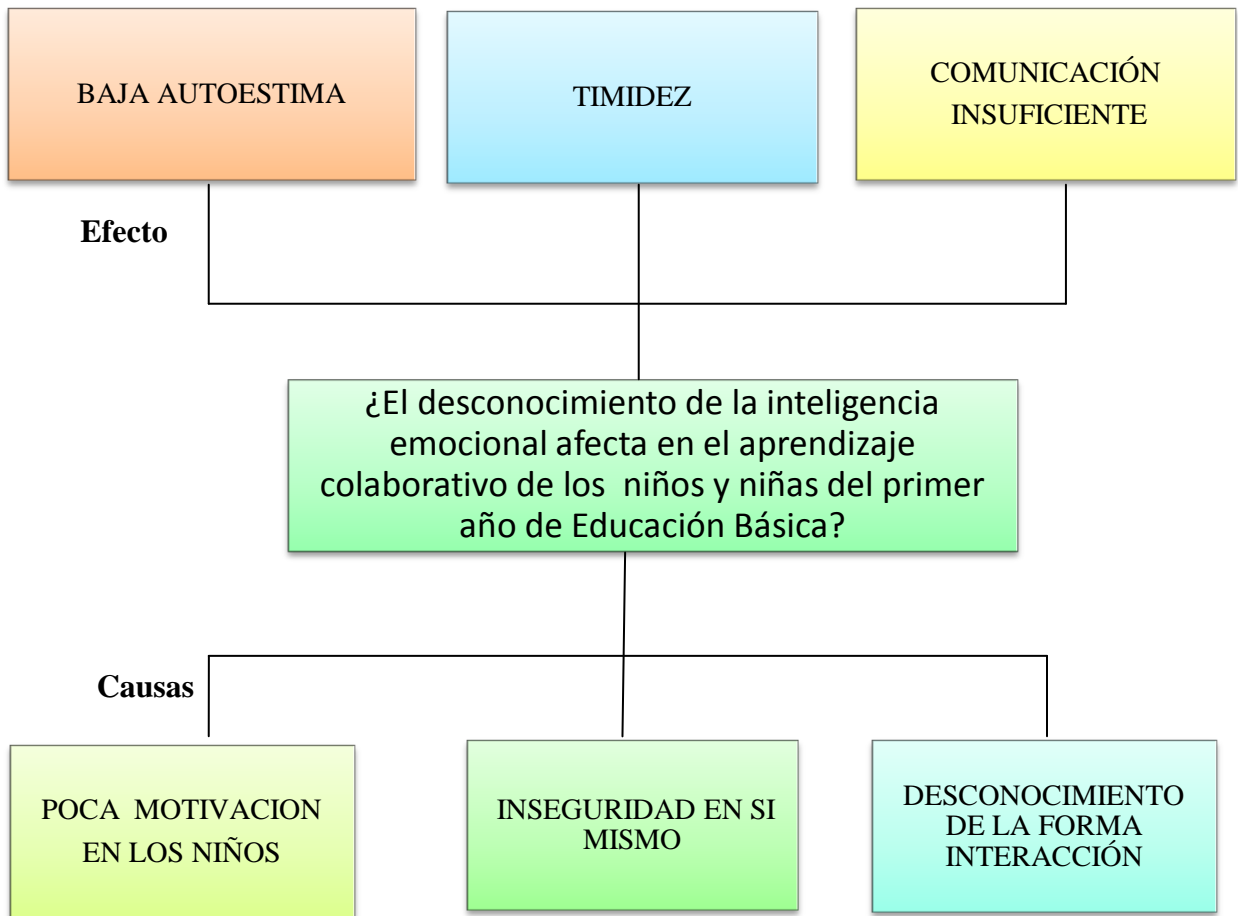 BAJA AUTOESTIMA
TIMIDEZ
COMUNICACIÓN
INSUFICIENTE
Efecto
¿El desconocimiento de la inteligencia
emocional afecta en el aprendizaje
colaborativo de los  niños y niñas del primer
año de Educación Básica?
Causas
POCA  MOTIVACION
EN LOS NIÑOS
INSEGURIDAD EN SI
MISMO
DESCONOCIMIENTO
DE LA FORMA
INTERACCIÓN